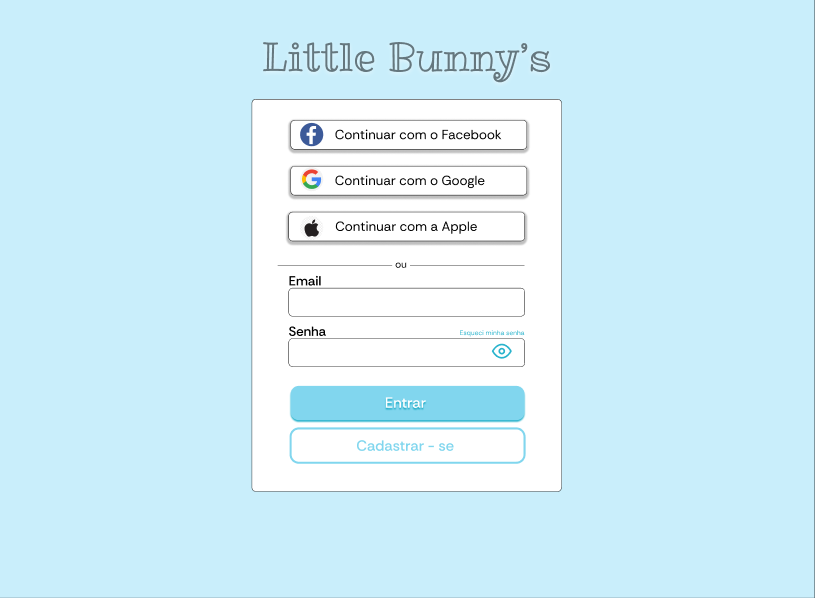 Little Bunny's
Continuar com o Facebook
Continuar com o Google
Continuar com a Apple
ou
Email
Senha
Esqueci minha senha
Entrar
Cadastrar - se